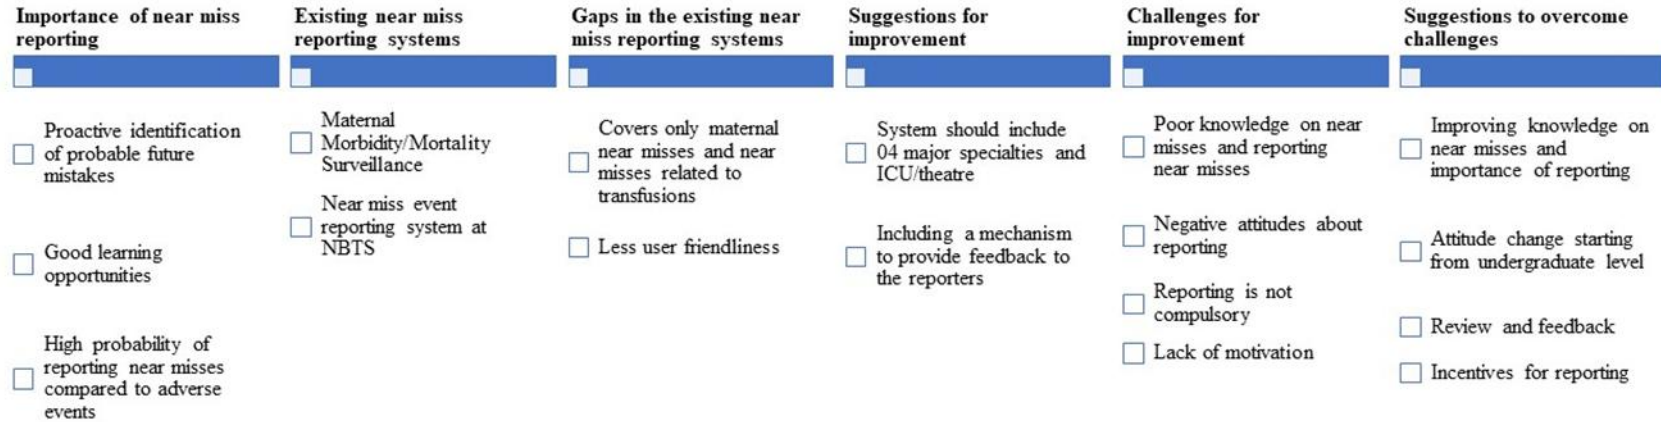 Importance of near miss
reporting
Proactive identification
of probable future
mistakes
Good learning
opportunities
High probability of
reporting near misses
compared to adverse
events
Existing near miss
reporting systems
Maternal
Morbidity/Mortality
Surveillance
Near miss event
reporting system at
NBTS
Gaps in the existing near
miss reporting systems
Covers only maternal
near misses and near
misses related to
transfusions
Less user friendliness
Suggestions for
improvement
System should include
04 major specialties and
ICU/theatre
Including a mechanism
to provide feedback to
the reporters
Challenges for
improvement
Poor knowledge on near
misses and reporting
near misses
Negative attitudes about
reporting
Reporting is not
compulsory
Lack of motivation
Suggestions to overcome
challenges
Improving knowledge on
near misses and
importance of reporting
Attitude change starting
from undergraduate level
Review and feedback
Incentives for reporting